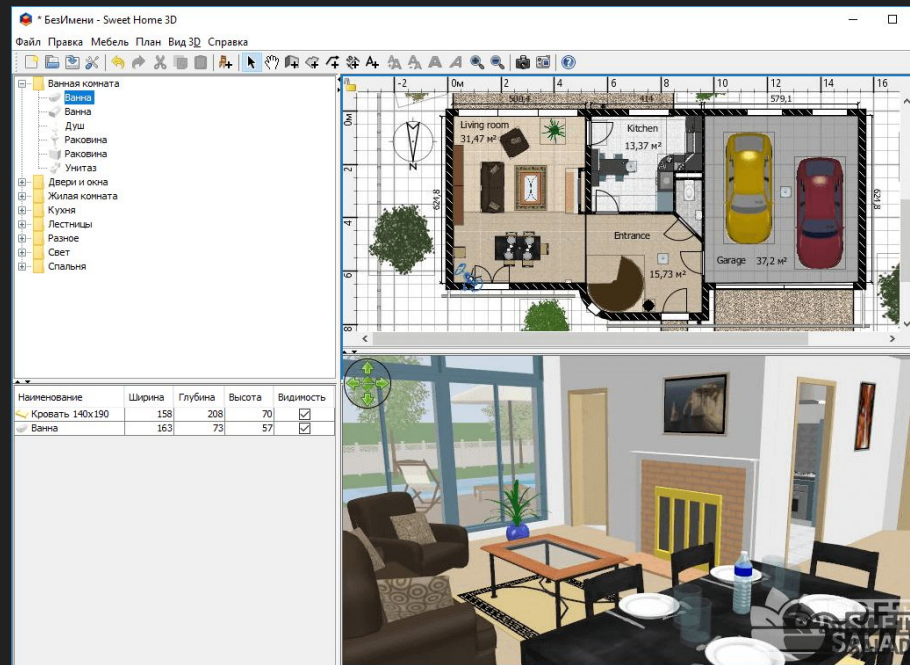 * БезИмени - Sweet Home 3D
Файл Правка Мебель План Вид 3D Справка
Ванная комната
Ванна
Ванна
Душ
Раковина
Раковина
Унитаз
Двери и окна
Жилая комната
Кухня
Лестницы
Разное
Свет
Спальня
-2 0м 2 4 6 8 10 12 14 16
414 579,1
0м
2
4
6
8
624,8
624,8
Living room
31,47 м²
Kitchen
13,37 м²
Entrance
15,73 м²
Garage 37,2 м²
N
Наименование Ширина Глубина Высота Видимость
Кровать 140x190 158 208 70
Ванна 163 73 57